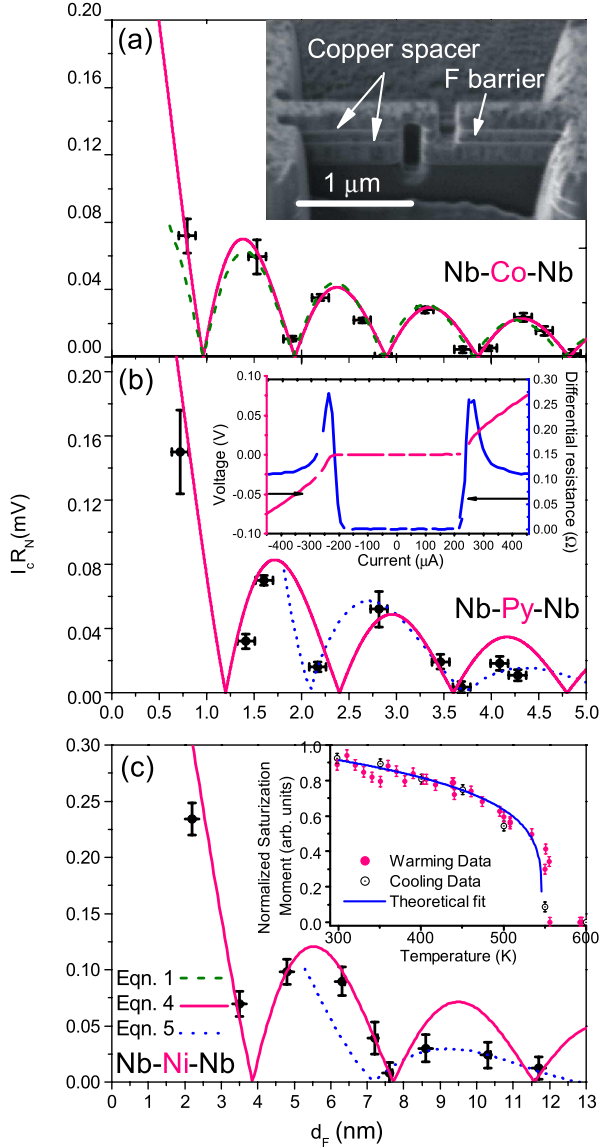 (a)
0.20
0.16
0.12
0.08
0.04
0.00
Copper spacer
F barrier
1 μm
Nb-Co-Nb
(b)
0.20
0.16
0.12
0.08
0.04
0.00
0.0 0.5 1.0 1.5 2.0 2.5 3.0 3.5 4.0 4.5 5.0
IcRN(mV)
Voltage (V)
0.10
0.05
0.00
-0.05
-0.10
0.30
0.25
0.20
0.15
0.10
0.05
0.00
Differential resistance (Ω)
-400 -300 -200 -100 0 100 200 300 400
Current (μA)
Nb-Py-Nb
(c)
0.30
0.25
0.20
0.15
0.10
0.05
0.00
Normalized Saturization
Moment (arb. units)
1.0
0.8
0.6
0.4
0.2
0.0
Warming Data
Cooling Data
Theoretical fit
300 400 500 600
Temperature (K)
Eqn. 1
Eqn. 4
Eqn. 5
Nb-Ni-Nb
0 1 2 3 4 5 6 7 8 9 10 11 12 13
dF (nm)